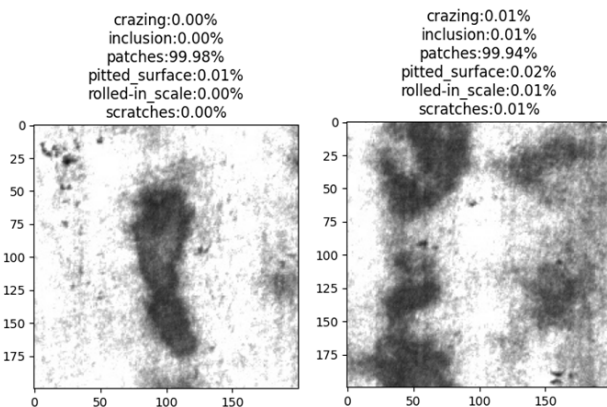 crazing:0.00%
inclusion:0.00%
patches:99.98%
pitted_surface:0.01%
rolled-in_scale:0.00%
scratches:0.00%
0
25
50
75
100
125
150
175
0
50
100
150
crazing:0.01%
inclusion:0.01%
patches:99.94%
pitted_surface:0.02%
rolled-in_scale:0.01%
scratches:0.01%
0
25
50
75
100
125
150
175
0
50
100
150